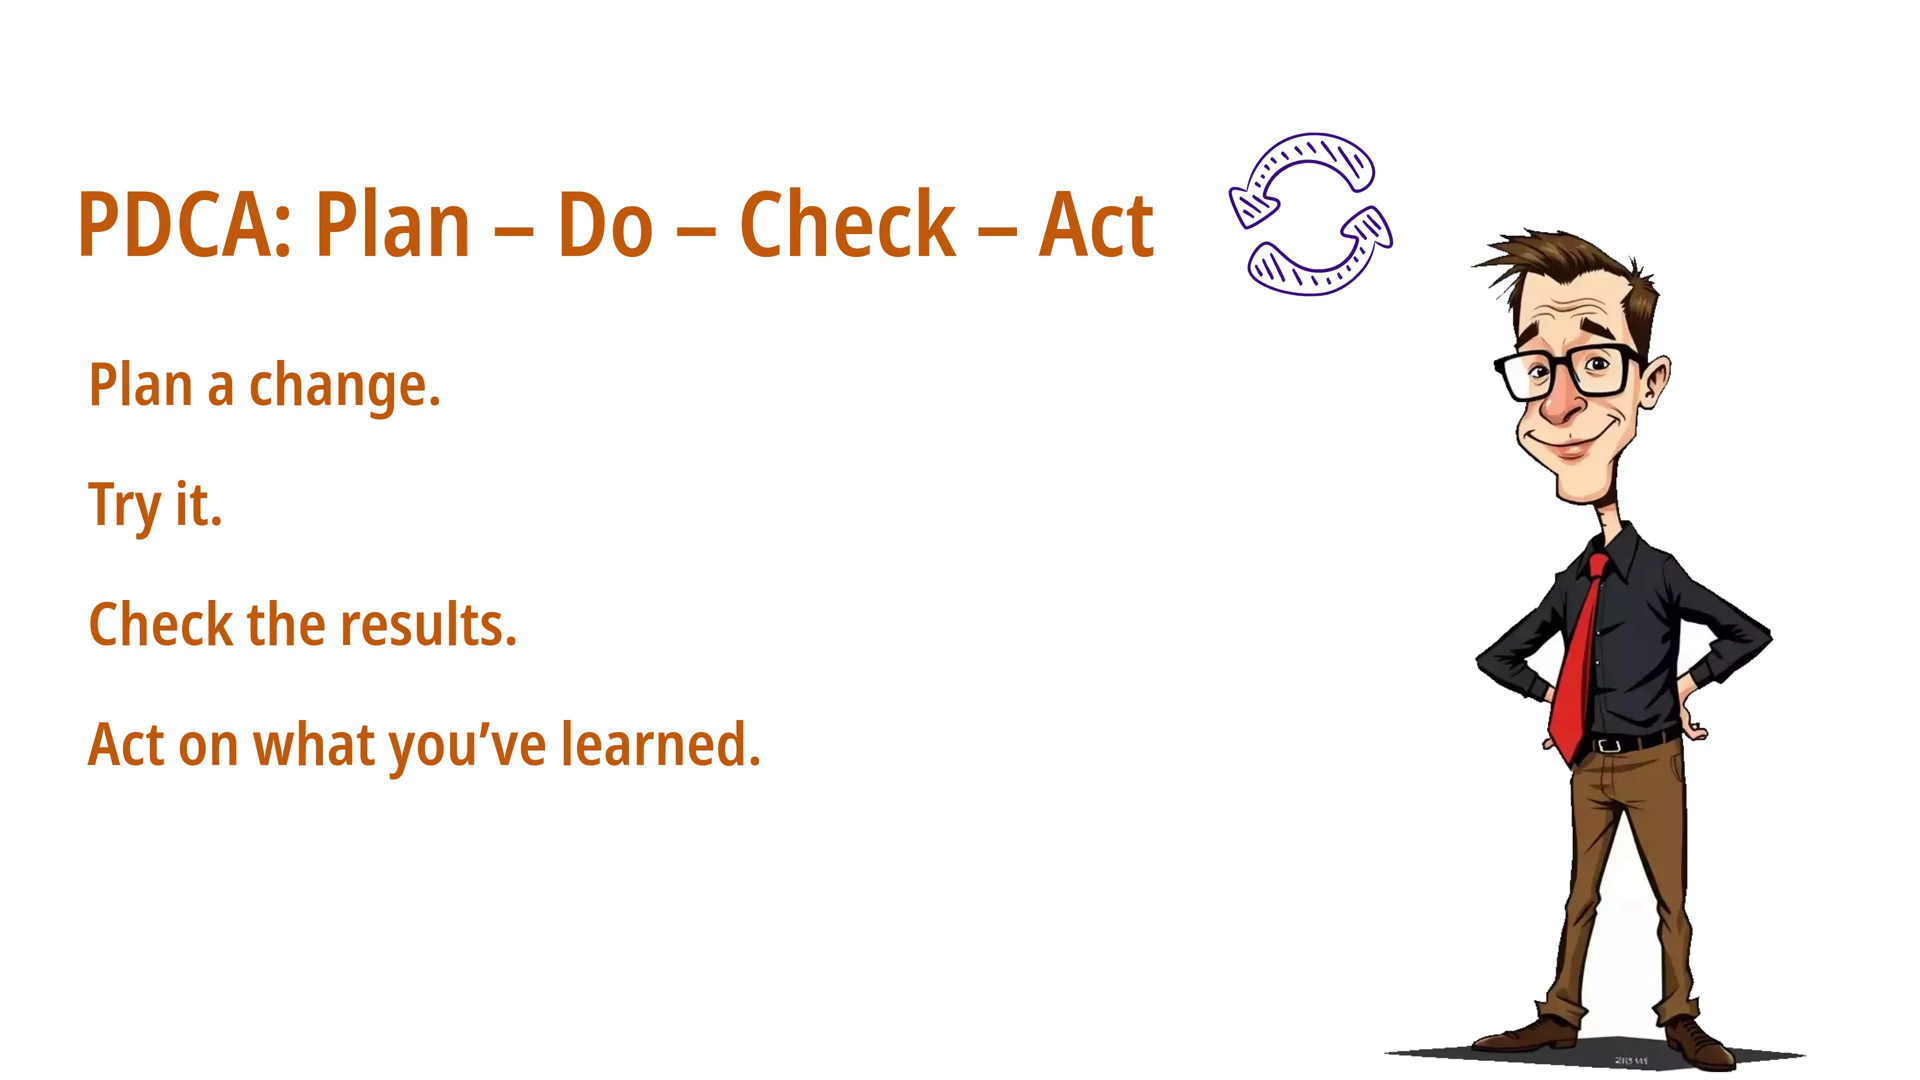 PDCA: Plan – Do – Check – Act
Plan a change.
Try it.
Check the results.
Act on what you’ve learned.